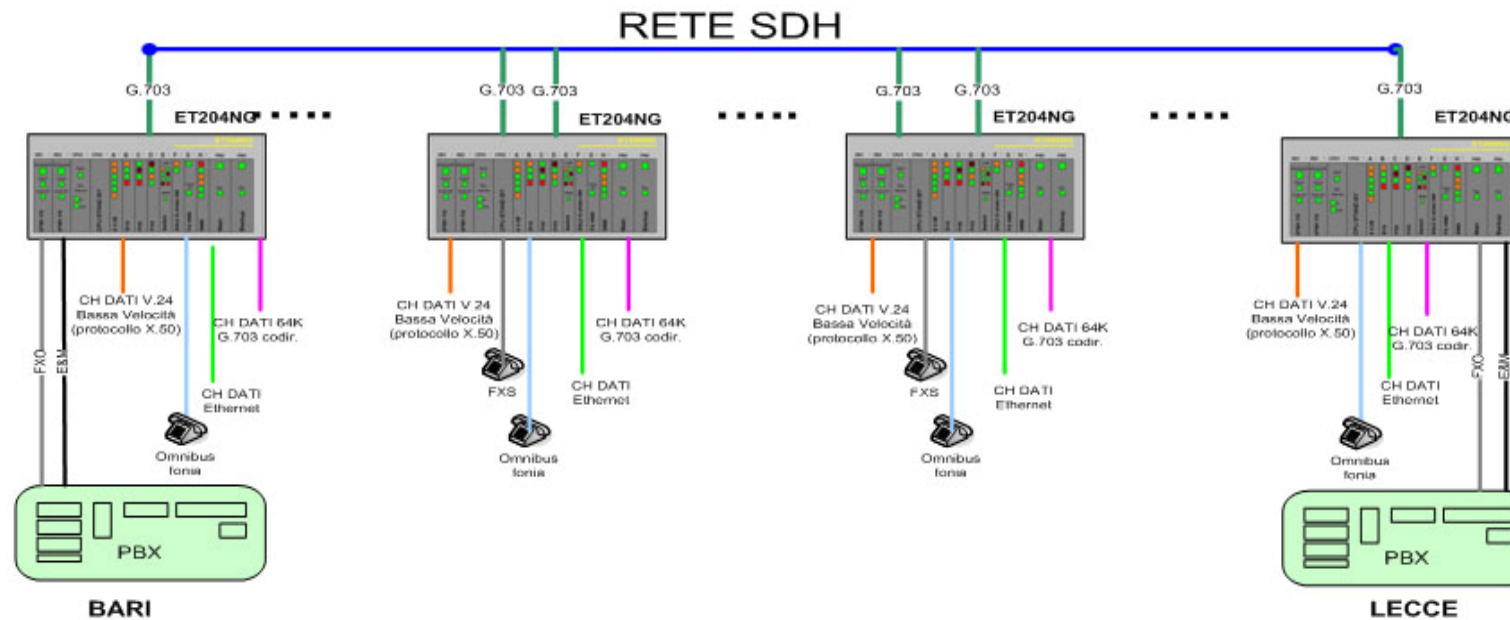 RETE SDH
G.703
G.703
G.703
G.703
G.703
G.703
ET204NG
ET204NG
ET204NG
ET204NG
CH DATI V.24
Bassa Velocità
(protocollo X.50)
CH DATI 64K
G.703 codir.
FXO
E&M
CH DATI
Ethernet
Omnibus
fonia
PBX
BARI
CH DATI V.24
Bassa Velocità
(protocollo X.50)
CH DATI 64K
G.703 codir.
FXS
CH DATI
Ethernet
Omnibus
fonia
CH DATI V.24
Bassa Velocità
(protocollo X.50)
CH DATI 64K
G.703 codir.
FXS
CH DATI
Ethernet
Omnibus
fonia
CH DATI V.24
Bassa Velocità
(protocollo X.50)
CH DATI 64K
G.703 codir.
FXO
E&M
CH DATI
Ethernet
Omnibus
fonia
PBX
LECCE